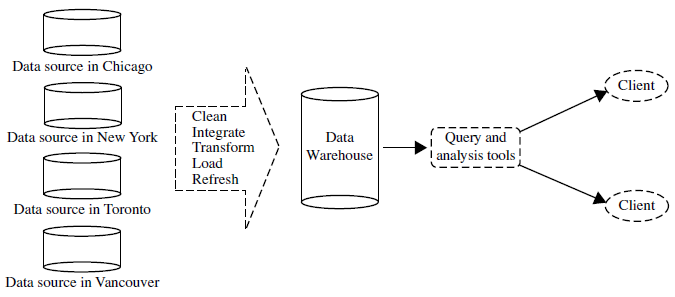 Data source in Chicago
Data source in New York
Data source in Toronto
Data source in Vancouver
Clean
Integrate
Transform
Load
Refresh
Data
Warehouse
Query and
analysis tools
Client
Client